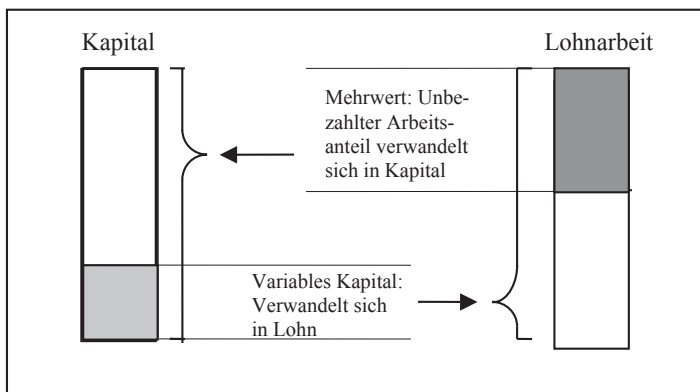 Kapital
Lohnarbeit
Mehrwert: Unbe-
zahlter Arbeits-
anteil verwandelt
sich in Kapital
Variables Kapital:
Verwandelt sich
in Lohn